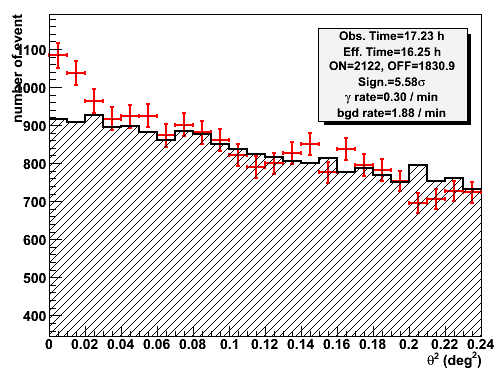 number of event
1100
1000
900
800
700
600
500
400
Obs. Time=17.23 h
Eff. Time=16.25 h
ON=2122, OFF=1830.9
Sign.=5.58σ
γ rate=0.30 / min
bgd rate=1.88 / min
0 0.02 0.04 0.06 0.08 0.1 0.12 0.14 0.16 0.18 0.2 0.22 0.24
θ² (deg²)